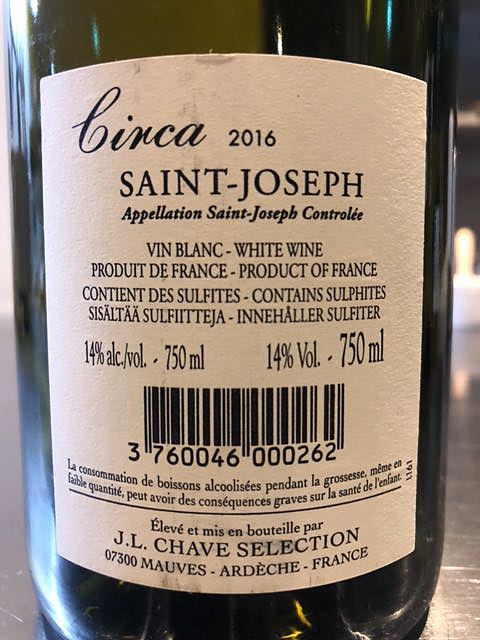 Circa 2016
SAINT-JOSEPH
Appellation Saint-Joseph Controlée
VIN BLANC - WHITE WINE
PRODUIT DE FRANCE - PRODUCT OF FRANCE
CONTIENT DES SULFITES - CONTAINS SULPHITES
SISÄLTÄÄ SULFIITTEJA - INNEHÅLLER SULFITER
14% alc./vol. - 750 ml 14% Vol. - 750 ml
3 760046 000262
La consommation de boissons alcoolisées pendant la grossesse, même en
faible quantité, peut avoir des conséquences graves sur la santé de l'enfant.
1161
Élevé et mis en bouteille par
J.L. CHAVE SELECTION
07300 MAUVES - ARDÈCHE - FRANCE